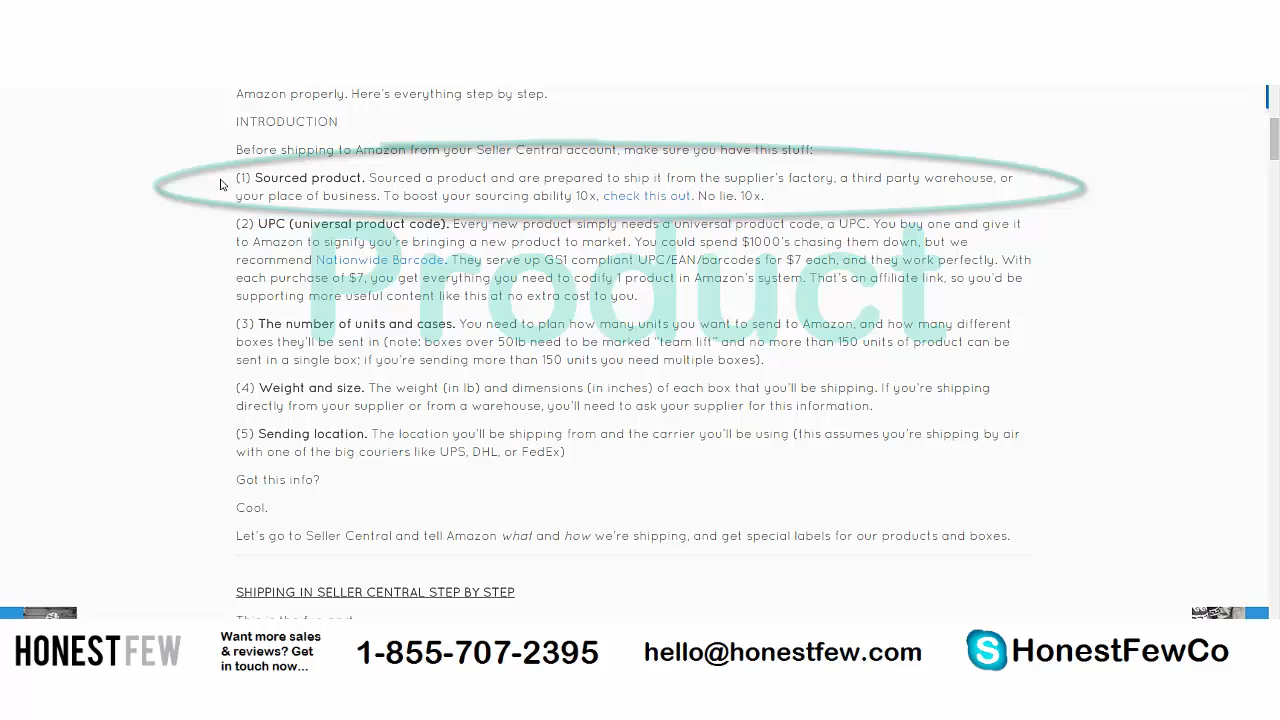 Amazon properly. Here's everything step by step.
INTRODUCTION
Before shipping to Amazon from your Seller Central account, make sure you have this stuff:
(1) Sourced product. Sourced a product and are prepared to ship it from the supplier's factory, a third party warehouse, or
your place of business. To boost your sourcing ability 10x, check this out. No lie. 10x.
(2) UPC (universal product code). Every new product simply needs a universal product code, a UPC. You buy one and give it
to Amazon to signify you're bringing a new product to market. You could spend $1000's chasing them down, but we
recommend Nationwide Barcode. They serve up GS1 compliant UPC/EAN/barcodes for $7 each, and they work perfectly. With
each purchase of $7, you get everything you need to codify 1 product in Amazon's system. That's an affiliate link, so you'd be
supporting more useful content like this at no extra cost to you.
Product
(3) The number of units and cases. You need to plan how many units you want to send to Amazon, and how many different
boxes they'll be sent in (note: boxes over 50lb need to be marked "team lift" and no more than 150 units of product can be
sent in a single box; if you're sending more than 150 units you need multiple boxes).
(4) Weight and size. The weight (in lb) and dimensions (in inches) of each box that you'll be shipping. If you're shipping
directly from your supplier or from a warehouse, you'll need to ask your supplier for this information.
(5) Sending location. The location you'll be shipping from and the carrier you'll be using (this assumes you're shipping by air
with one of the big couriers like UPS, DHL, or FedEx)
Got this info?
Cool.
Let's go to Seller Central and tell Amazon what and how we're shipping, and get special labels for our products and boxes.
SHIPPING IN SELLER CENTRAL STEP BY STEP
This is the fun part
HONESTFEW
Want more sales
& reviews? Get
in touch now...
1-855-707-2395
hello@honestfew.com
HonestFewCo